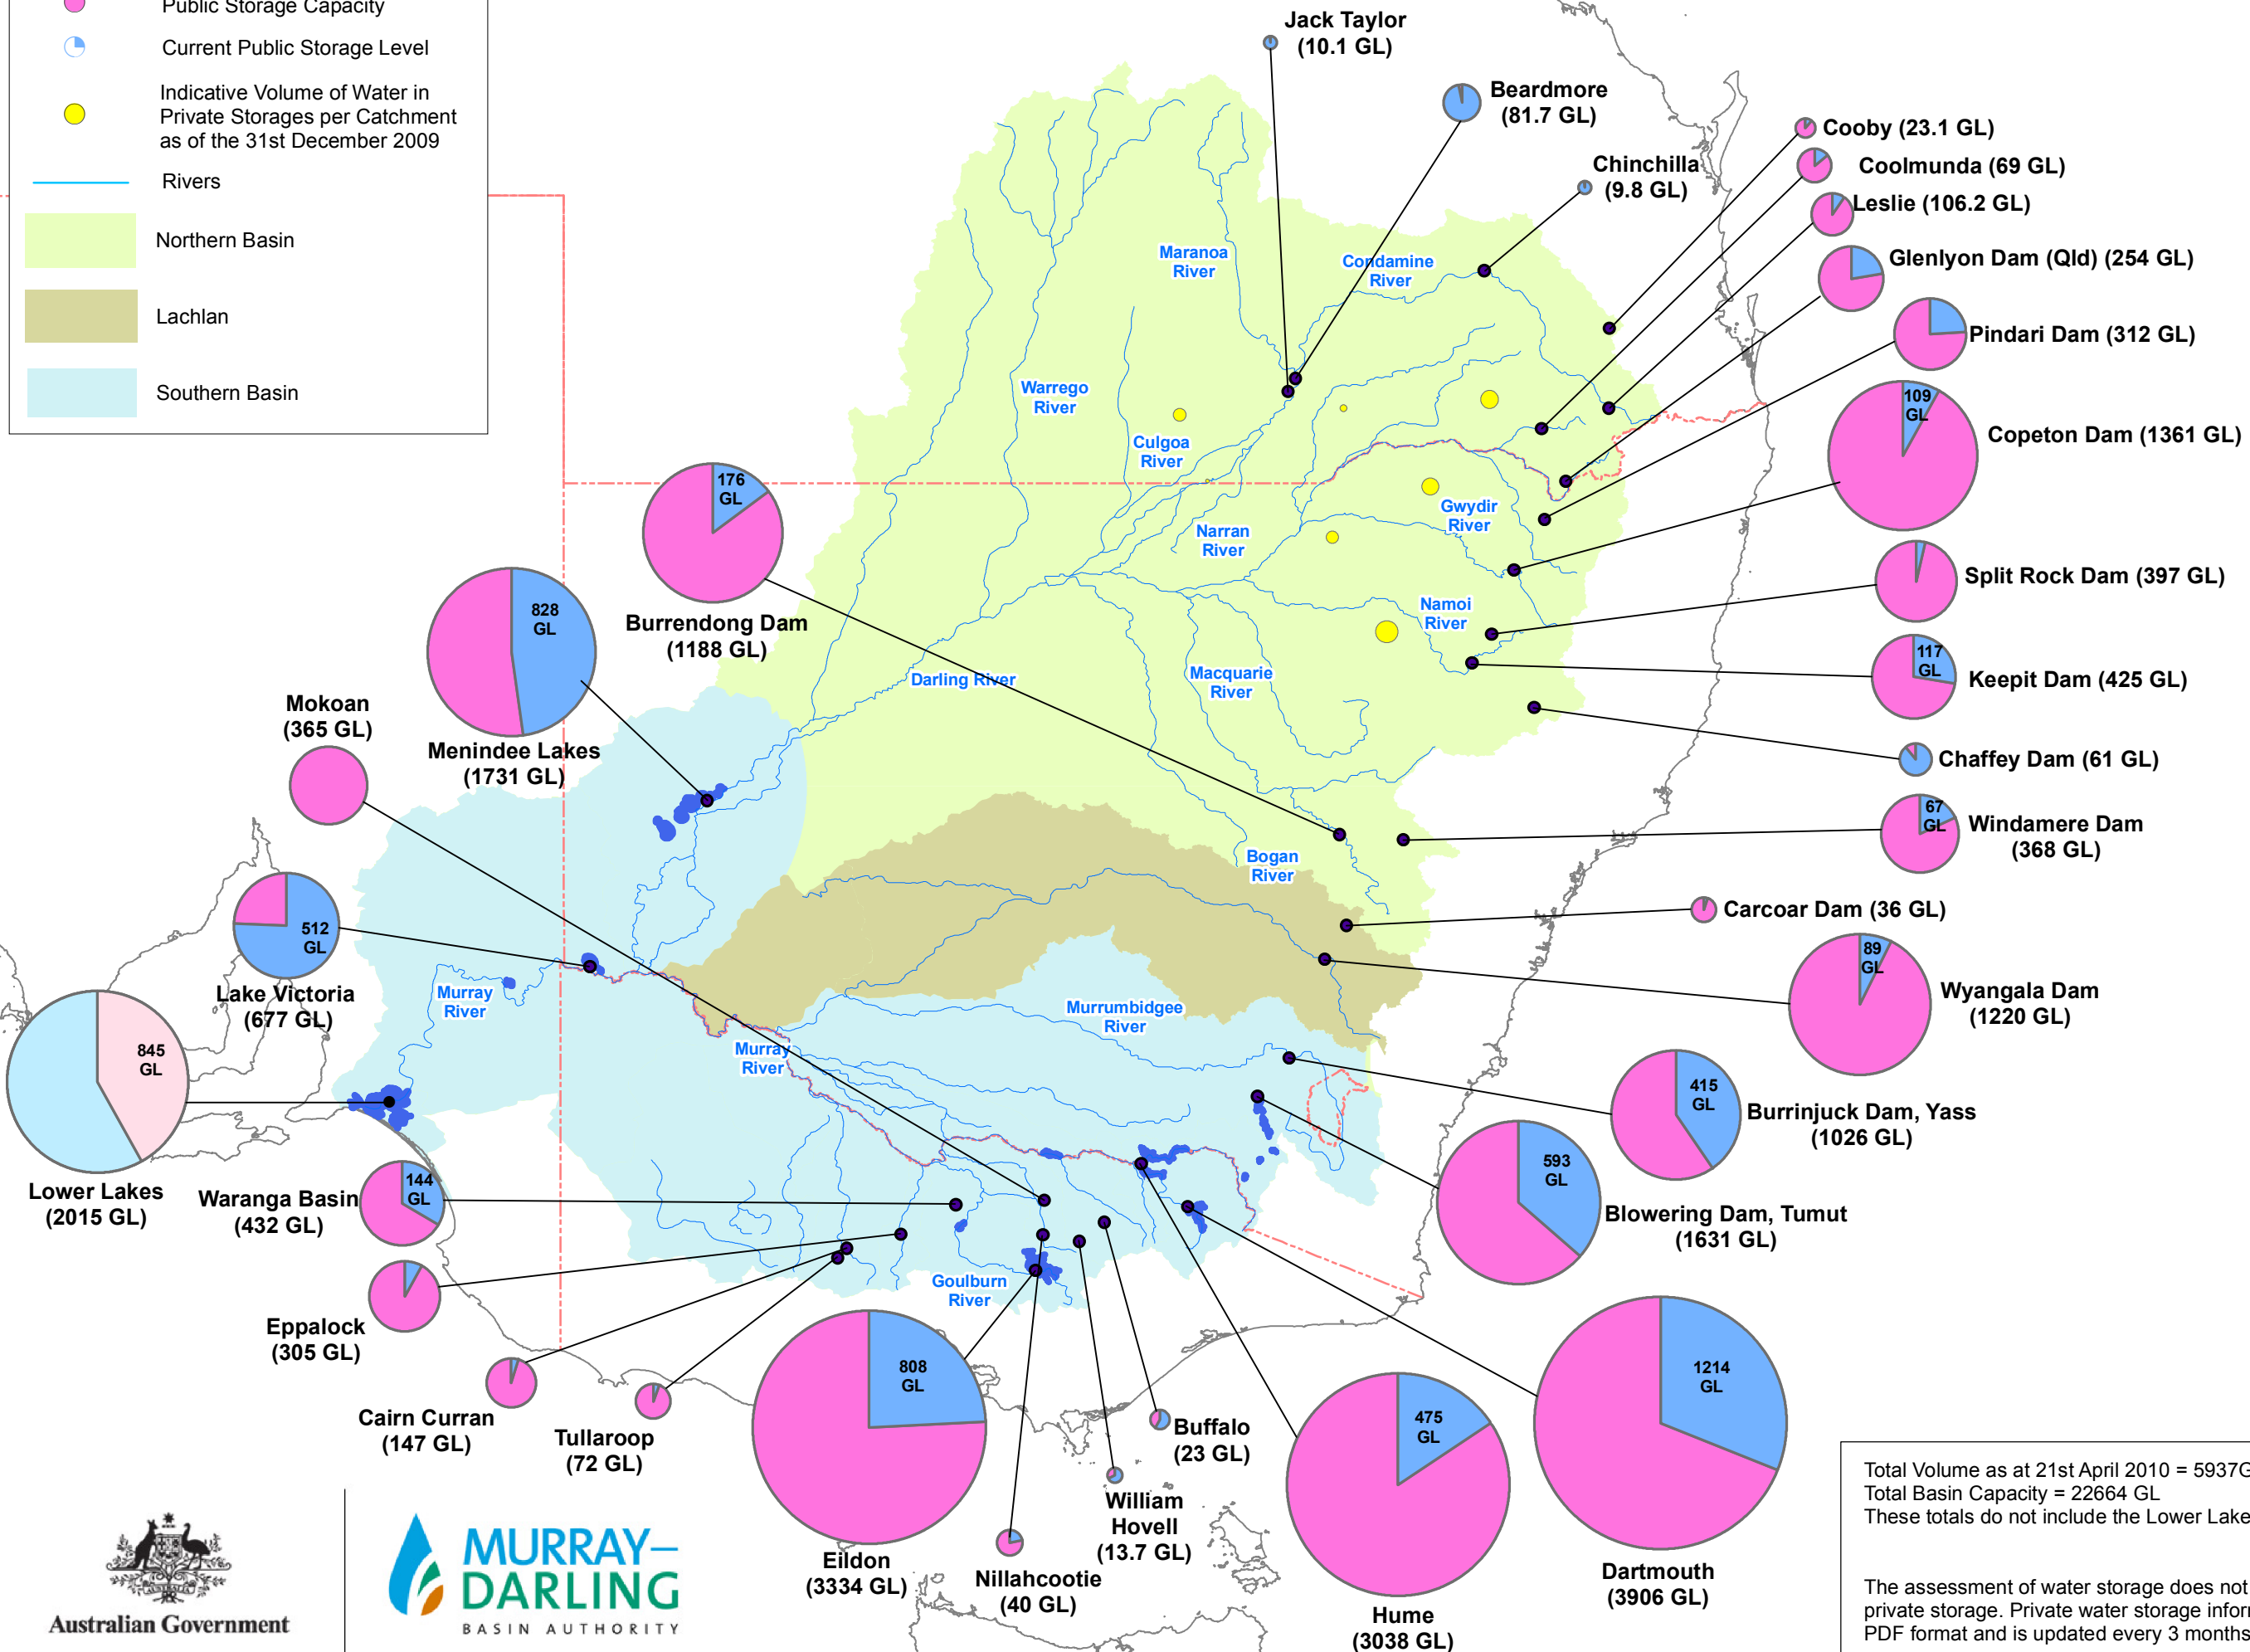 Public Storage Capacity
Current Public Storage Level
Indicative Volume of Water in
Private Storages per Catchment
as of the 31st December 2009
Rivers
Northern Basin
Lachlan
Southern Basin
Jack Taylor
(10.1 GL)
Beardmore
(81.7 GL)
Chinchilla
(9.8 GL)
Cooby (23.1 GL)
Coolmunda (69 GL)
Leslie (106.2 GL)
Glenlyon Dam (Qld) (254 GL)
Pindari Dam (312 GL)
109
GL
Copeton Dam (1361 GL)
Split Rock Dam (397 GL)
117
GL
Keepit Dam (425 GL)
Chaffey Dam (61 GL)
67
GL
Windamere Dam
(368 GL)
Carcoar Dam (36 GL)
89
GL
Wyangala Dam
(1220 GL)
415
GL
Burrinjuck Dam, Yass
(1026 GL)
593
GL
Blowering Dam, Tumut
(1631 GL)
1214
GL
Dartmouth
(3906 GL)
475
GL
Hume
(3038 GL)
Buffalo
(23 GL)
William
Hovell
(13.7 GL)
Nillahcootie
(40 GL)
808
GL
Eildon
(3334 GL)
Tullaroop
(72 GL)
Cairn Curran
(147 GL)
Eppalock
(305 GL)
144
GL
Waranga Basin
(432 GL)
845
GL
Lower Lakes
(2015 GL)
512
GL
Lake Victoria
(677 GL)
Mokoan
(365 GL)
828
GL
Menindee Lakes
(1731 GL)
176
GL
Burrendong Dam
(1188 GL)
Maranoa
River
Condamine
River
Warrego
River
Culgoa
River
Narran
River
Gwydir
River
Namoi
River
Macquarie
River
Darling River
Bogan
River
Murray
River
Murrumbidgee
River
Murray
River
Goulburn
River
Australian Government
MURRAY–
DARLING
BASIN AUTHORITY
Total Volume as at 21st April 2010 = 5937G
Total Basin Capacity = 22664 GL
These totals do not include the Lower Lake
The assessment of water storage does not
private storage. Private water storage infor
PDF format and is updated every 3 months